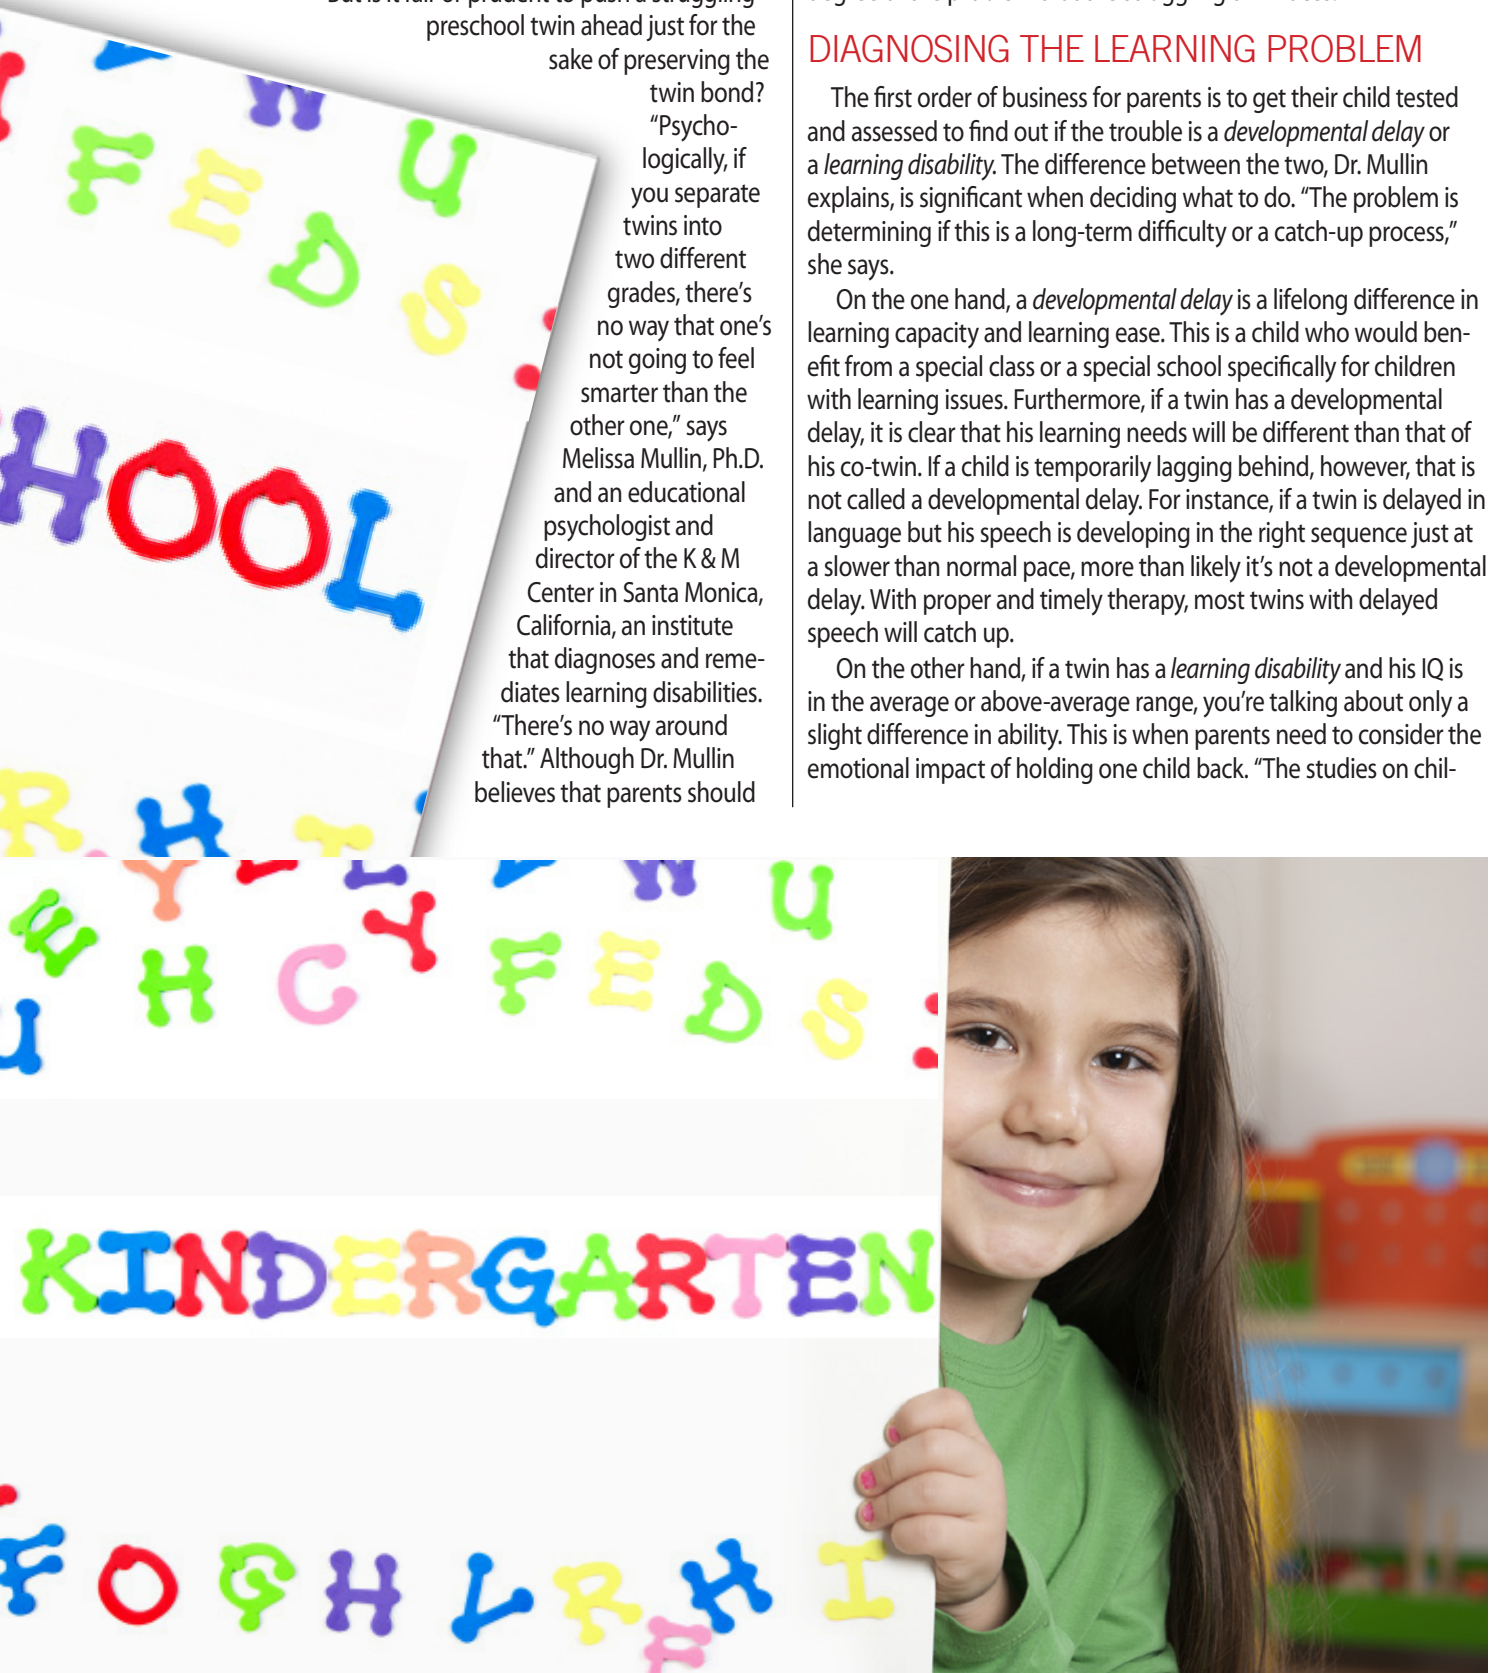 But is it fair or prudent to push a struggling
preschool twin ahead just for the
sake of preserving the
twin bond?
“Psycho-
logically, if
you separate
twins into
two different
grades, there’s
no way that one’s
not going to feel
smarter than the
other one,” says
Melissa Mullin, Ph.D.
and an educational
psychologist and
director of the K & M
Center in Santa Monica,
California, an institute
that diagnoses and reme-
diates learning disabilities.
“There’s no way around
that.” Although Dr. Mullin
believes that parents should
DIAGNOSING THE LEARNING PROBLEM
The first order of business for parents is to get their child tested
and assessed to find out if the trouble is a developmental delay or
a learning disability. The difference between the two, Dr. Mullin
explains, is significant when deciding what to do. “The problem is
determining if this is a long-term difficulty or a catch-up process,”
she says.
On the one hand, a developmental delay is a lifelong difference in
learning capacity and learning ease. This is a child who would ben-
efit from a special class or a special school specifically for children
with learning issues. Furthermore, if a twin has a developmental
delay, it is clear that his learning needs will be different than that of
his co-twin. If a child is temporarily lagging behind, however, that is
not called a developmental delay. For instance, if a twin is delayed in
language but his speech is developing in the right sequence just at
a slower than normal pace, more than likely it’s not a developmental
delay. With proper and timely therapy, most twins with delayed
speech will catch up.
On the other hand, if a twin has a learning disability and his IQ is
in the average or above-average range, you’re talking about only a
slight difference in ability. This is when parents need to consider the
emotional impact of holding one child back. “The studies on chil-
W U
F E D S
HOOL
R H T
Y W U
E H C Y F E D S
U
KINDERGARTEN
F O G H L R H I
F